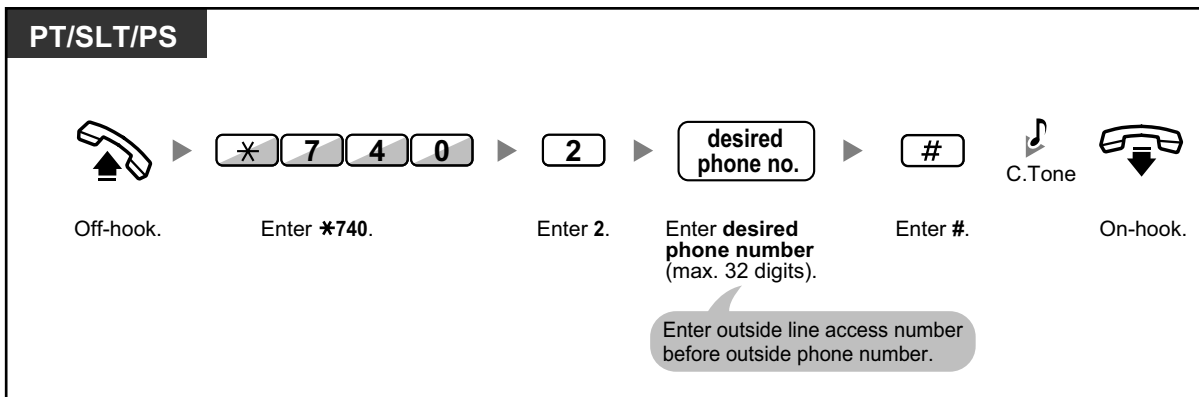 PT/SLT/PS
* 7 4 0
2
desired
phone no.
#
C.Tone
Off-hook.
Enter *740.
Enter 2.
Enter desired
phone number
(max. 32 digits).
Enter #.
On-hook.
Enter outside line access number
before outside phone number.